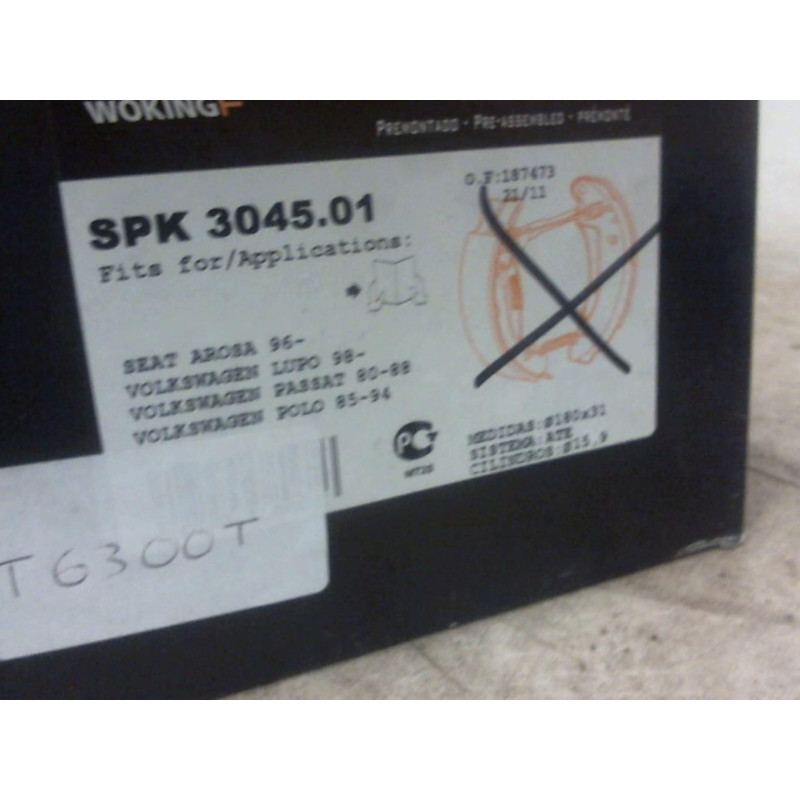 WOKING
PREMONTADO - PRE-ASSEMBLED - PRÉMONTÉ
O.F:187473
21/11
SPK 3045.01
Fits for/Applications:
SEAT AROSA 96-
VOLKSWAGEN LUPO 98-
VOLKSWAGEN PASSAT 80-88
VOLKSWAGEN POLO 85-94
MEDIDAS:Ø180x31
SISTEMA:ATE
CILINDROS:Ø15,9
T6300T